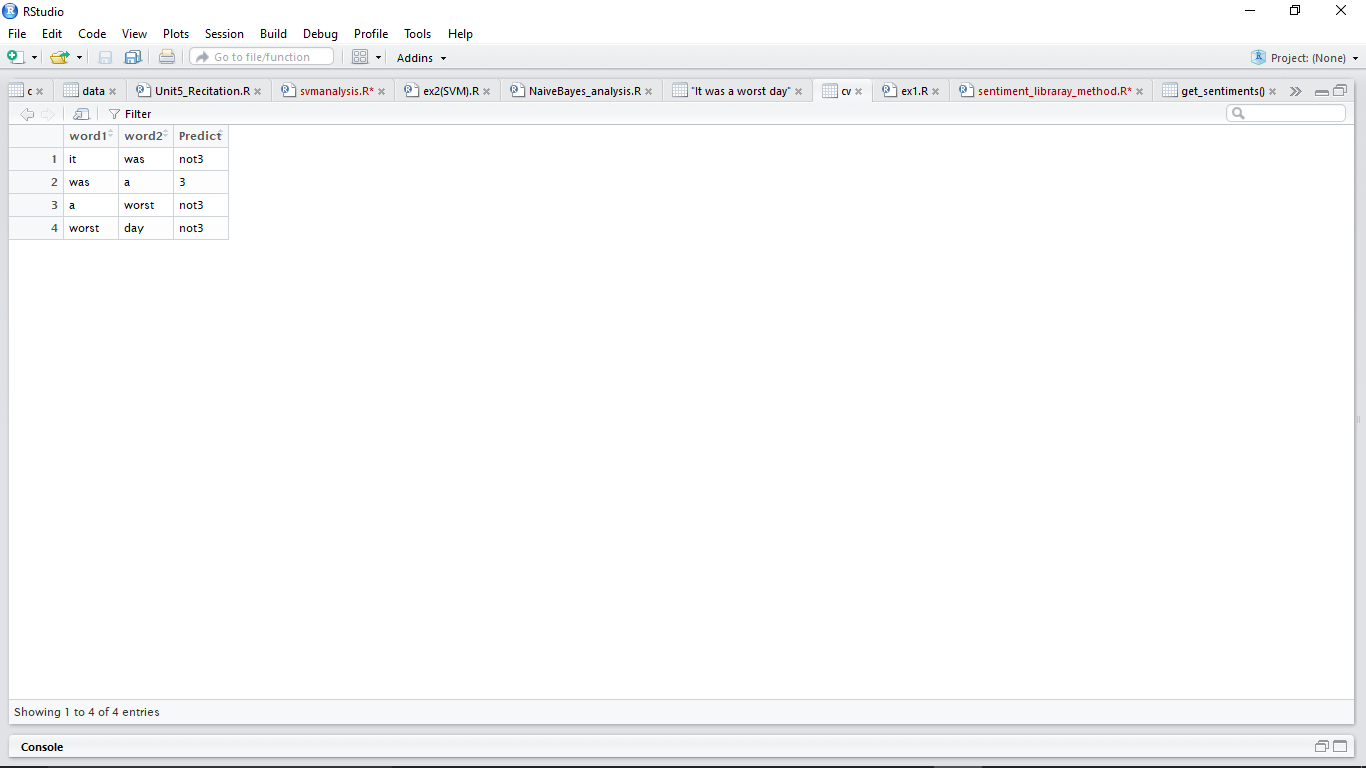 RStudio
File Edit Code View Plots Session Build Debug Profile Tools Help
Go to file/function Addins Project: (None)
c data Unit5_Recitation.R svmanalysis.R* ex2(SVM).R NaiveBayes_analysis.R "It was a worst day" cv ex1.R sentiment_libraray_method.R* get_sentiments()
Filter
word1 word2 Predict
1 it was not3
2 was a 3
3 a worst not3
4 worst day not3
Showing 1 to 4 of 4 entries
Console